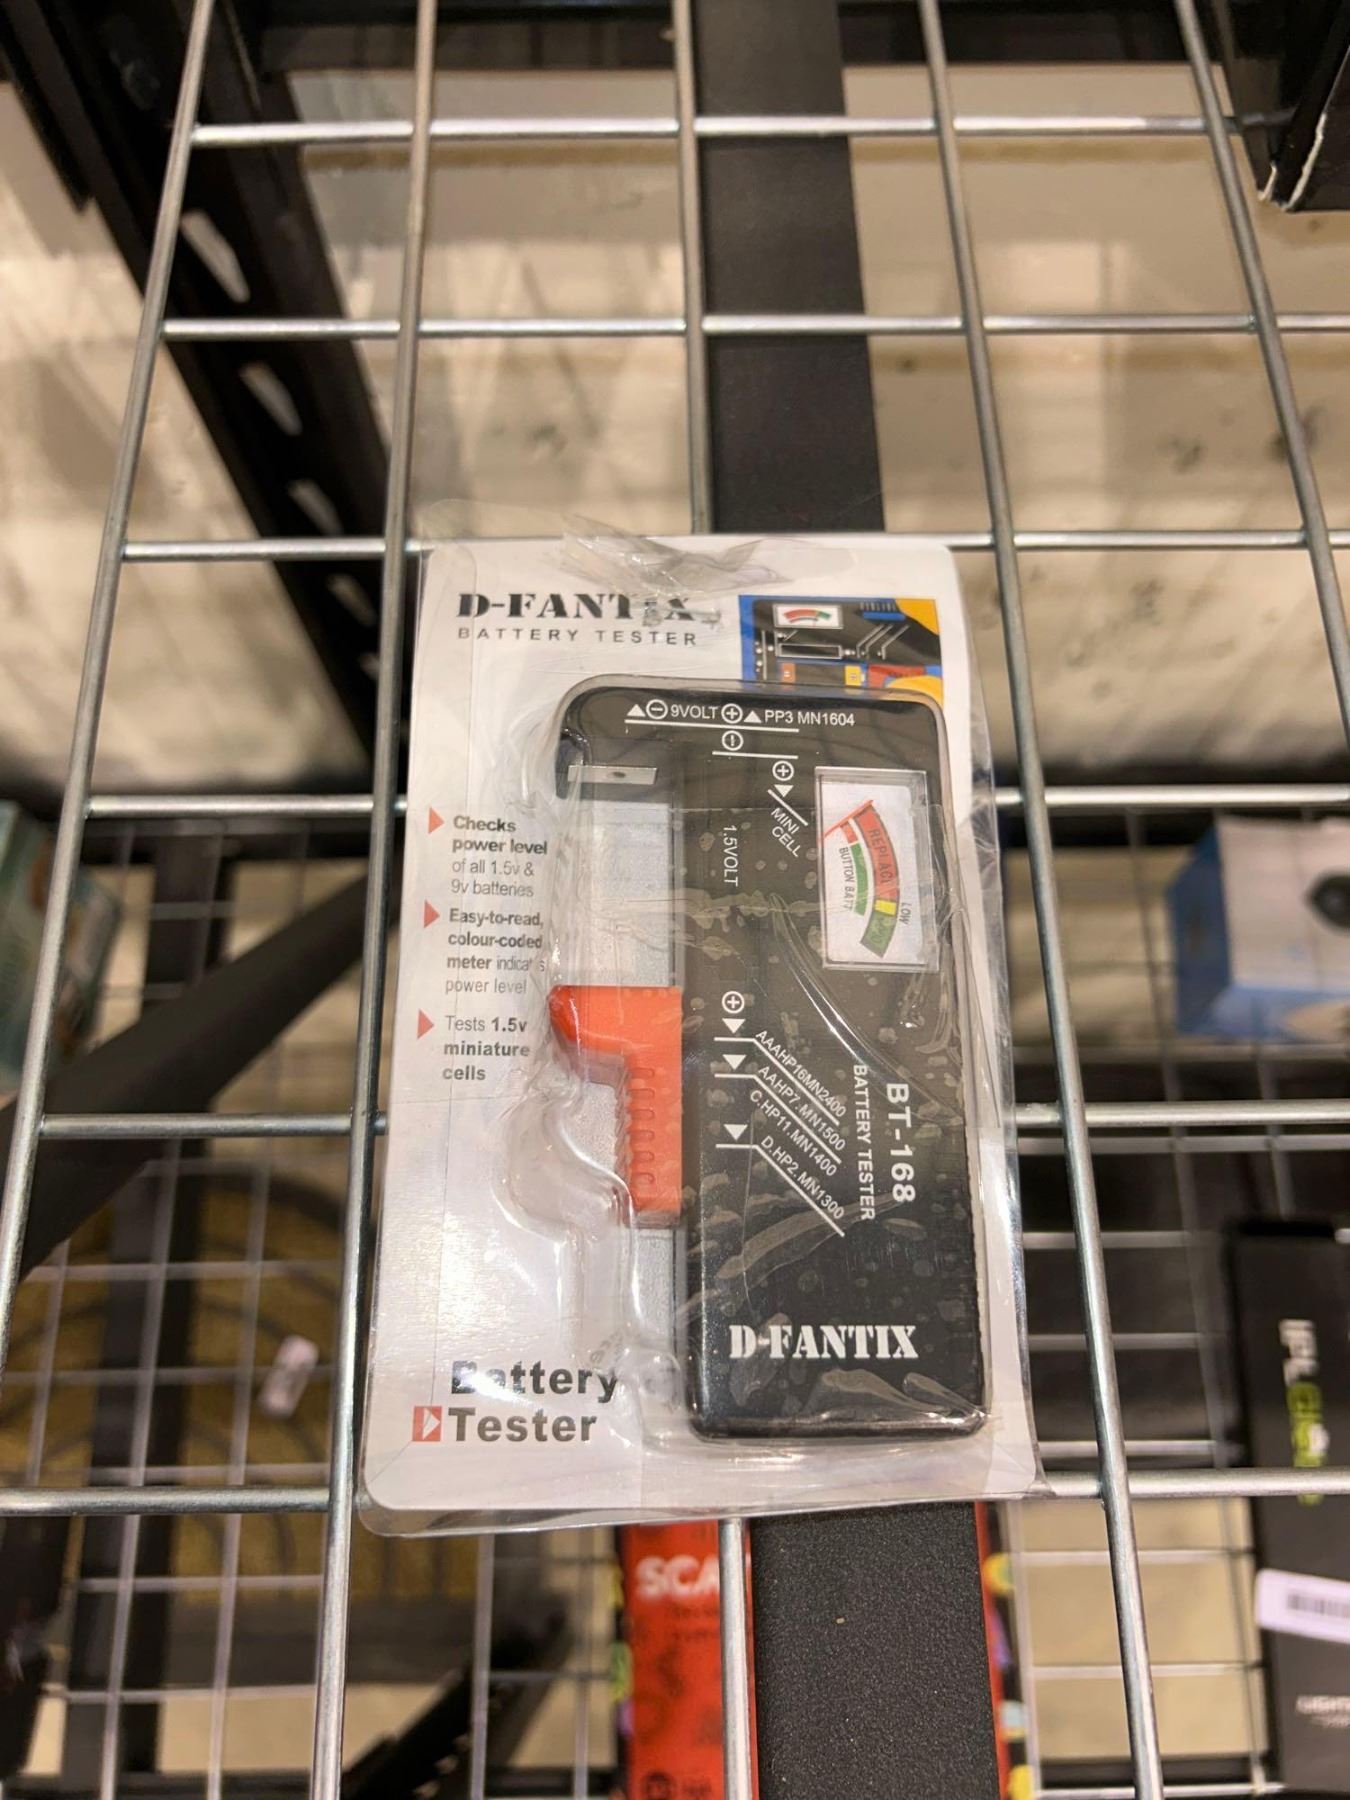 D-FANTIX
BATTERY TESTER
9VOLT
PP3 MN1604
MINI
CELL
1.5VOLT
REPLACE
LOW
BUTTON BATT
Checks
power level
of all 1.5v &
9v batteries
Easy-to-read,
colour-coded
meter
power level
Tests 1.5v
miniature
cells
AAAHP16MN2400
AAHP7.MN1500
C.HP11.MN1400
D.HP2.MN1300
BT-168
BATTERY TESTER
D-FANTIX
Battery
Tester